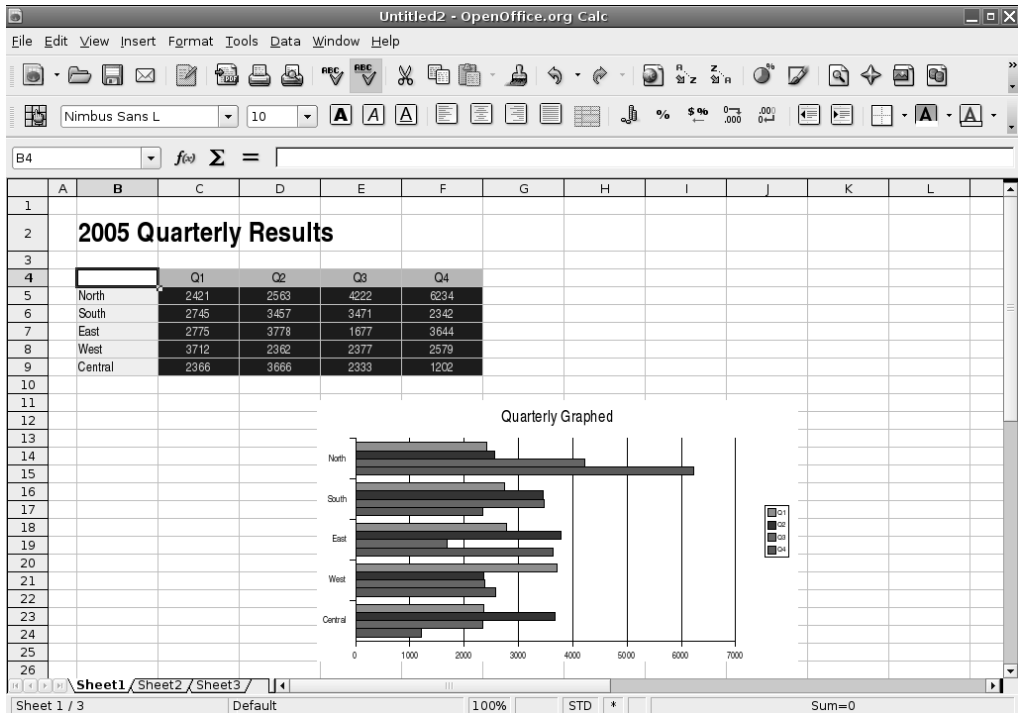 Untitled2 - OpenOffice.org Calc
File Edit View Insert Format Tools Data Window Help
Nimbus Sans L 10
B4
A B C D E F G H I J K L
1
2 2005 Quarterly Results
3
4 Q1 Q2 Q3 Q4
5 North 2421 2563 4222 6234
6 South 2745 3457 3471 2342
7 East 2775 3778 1677 3644
8 West 3712 2362 2377 2579
9 Central 2366 3666 2333 1202
10
11
12 Quarterly Graphed
13
14 North
15
16 South
17
18 Q1
Q2
19 East Q3
Q4
20
21 West
22
23 Central
24
25 0 1000 2000 3000 4000 5000 6000 7000
26
Sheet1 Sheet2 Sheet3
Sheet 1 / 3 Default 100% STD * Sum=0